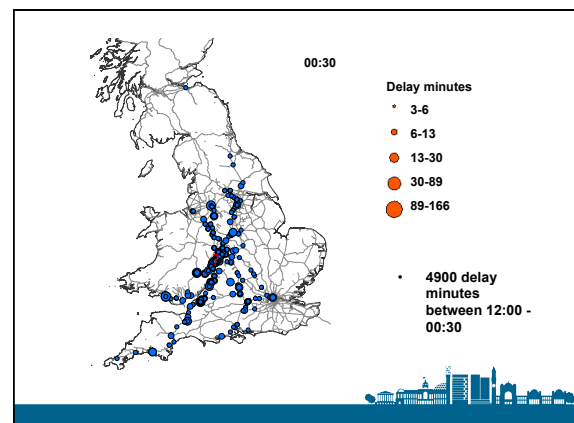 00:30
Delay minutes
3-6
6-13
13-30
30-89
89-166
• 4900 delay
minutes
between 12:00 -
00:30